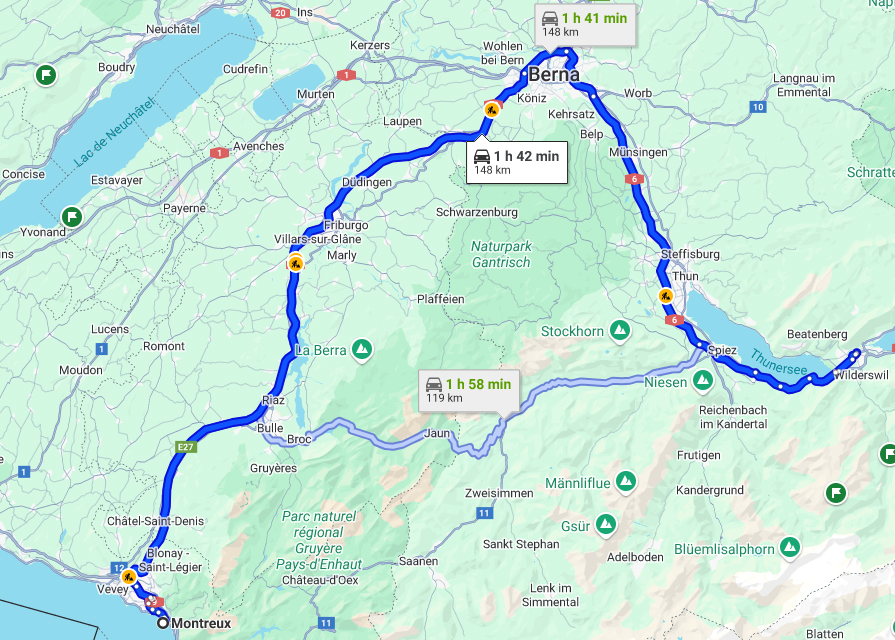 20
Ins
1 h 41 min
148 km
Neuchâtel
Kerzers
Wohlen
bei Bern
Boudry
Cudrefin
1
Berna
Langnau im
Emmental
Murten
Köniz
Worb
10
Lac de Neuchâtel
Laupen
Kehrsatz
Belp
1
Avenches
1 h 42 min
148 km
Münsingen
Concise
Estavayer
Düdingen
6
Schratte
Payerne
Schwarzenburg
Yvonand
Friburgo
Villars-sur-Glâne
Marly
Naturpark
Gantrisch
Steffisburg
Thun
Plaffeien
6
Lucens
Stockhorn
Beatenberg
1
Romont
La Berra
Spiez
Thunersee
Moudon
1 h 58 min
119 km
Niesen
Wilderswil
Riaz
Reichenbach
im Kandertal
Bulle
Broc
Jaun
E27
Frutigen
Gruyères
1
Zweisimmen
Männliflue
Kandergrund
11
Châtel-Saint-Denis
Parc naturel
régional
Gruyère
Pays-d'Enhaut
Gsür
Sankt Stephan
Blüemlisalphorn
Blonay -
Saint-Légier
Adelboden
12
Saanen
Château-d'Oex
Vevey
Lenk im
Simmental
Montreux
11
Blatten